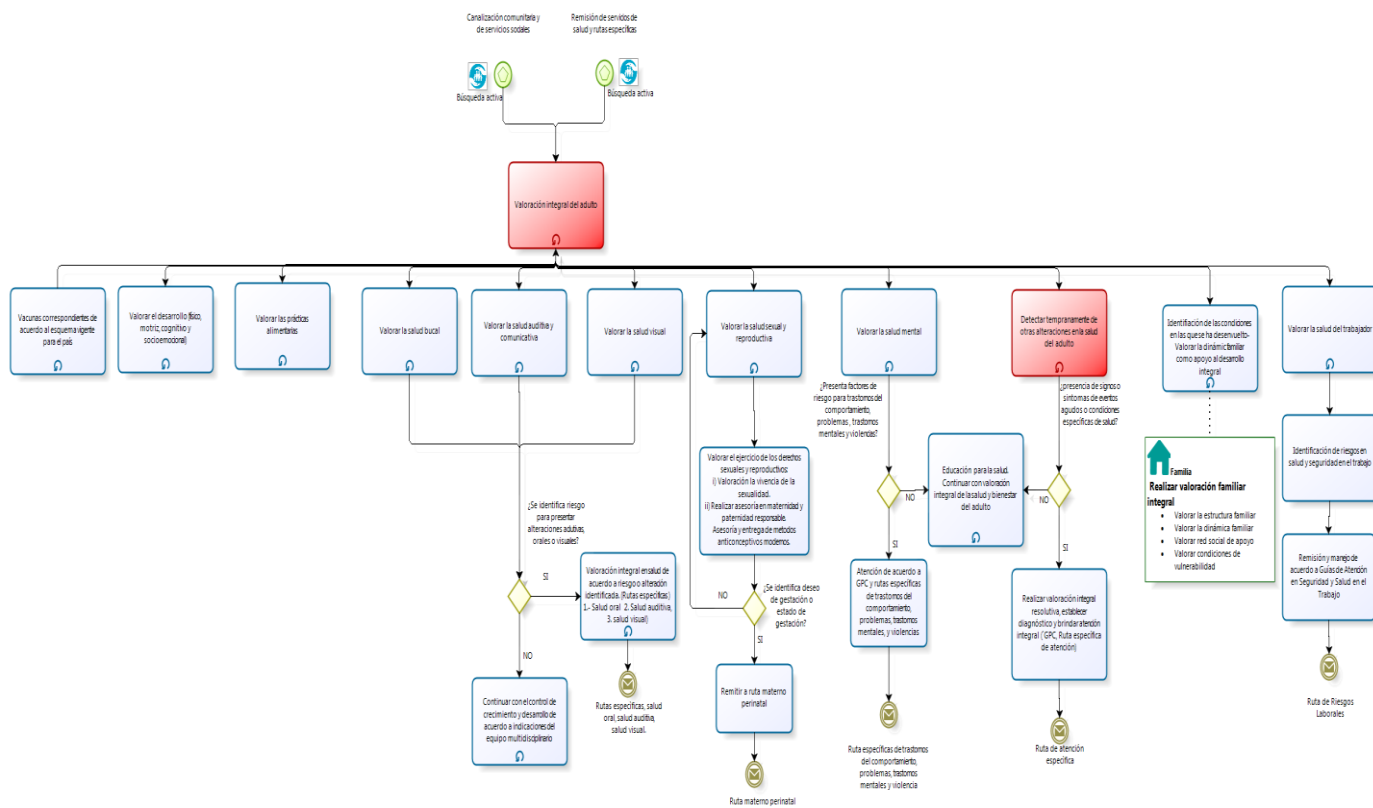 Canalización comunitaria y
de servicios sodales
Remisión de servidos de
salud y rutas específicas
Búsqueda activa
Búsqueda activa
Valoración integral del adulto
Vacunas correspondientes de
acuerdo al esquema vigente
para el país
Valorar el desarrollo (físico,
motriz, cognitivo y
socioemocional)
Valorar las prácticas
alimentarias
Valorar la salud bucal
Valorar la salud auditiva y
comunicativa
Valorar la salud visual
Valorar la salud sexual y
reproductiva
Valorar la salud mental
Detectar tempranamente de
otras alteraciones en la salud
del adulto
Identifiación de las condiciones
en las que se ha desenvuelto-
Valorar la dinámic familiar
como apoyo al desarrollo
integral
Valorar la salud del trabajador
¿Presenta factores de
riesgo para trastornos del
comportamiento,
problemas , trastornos
mentales y violencias?
¿presencia de signos o
síntomas de eventos
agudos o condiciones
específicas de salud?
Valorar el ejercicio de los derechos
sexuales y reproductivos:
i) Valoración la vivencia de la
sexualidad.
ii) Realizar asesoría en maternidad y
paternidad responsable.
Asesoría y entrega de métodos
anticonceptivos modernos.
Educación para la salud.
Continuar con valoración
integral de la salud y bienestar
del adulto
NO
NO
Familia
Realizar valoración familiar
integral
• Valorar la estructura familiar
• Valorar la dinámica familiar
• Valorar red social de apoyo
• Valorar condiciones de
vulnerabilidad
Identificación de riesgos en
salud y seguridad en el trabajo
¿Se identifica riesgo
para presentar
alteraciones aditivas,
orales o visuales?
SI
SI
SI
Valoración integral en salud de
acuerdo a riesgo o alteración
identificada. (Rutas específicas)
1.- Salud oral 2. Salud auditiva,
3. salud visual)
NO
¿Se identifica deseo
de gestación o
estado de
gestación?
Atención de acuerdo a
GPC y rutas específicas
de trastornos del
comportamiento,
problemas, trastornos
mentales, y violencias
Realizar valoración integral
resolutiva, establecer
diagnóstico y brindar atención
integral (´GPC, Ruta específica
de atención)
Remisión y manejo de
acuerdo a Guías de Atención
en Seguridad y Salud en el
Trabajo
NO
SI
Continuar con el control de
crecimiento y desarrollo de
acuerdo a indicaciones del
equipo multidisciplinario
Rutas específicas, salud
oral, salud auditiva,
salud visual.
Remitir a ruta materno
perinatal
Ruta de Riesgos
Laborales
Ruta específicas de trastornos
del comportamiento,
problemas, trastornos
mentales y violencia
Ruta de atención
específica
Ruta materno perinatal